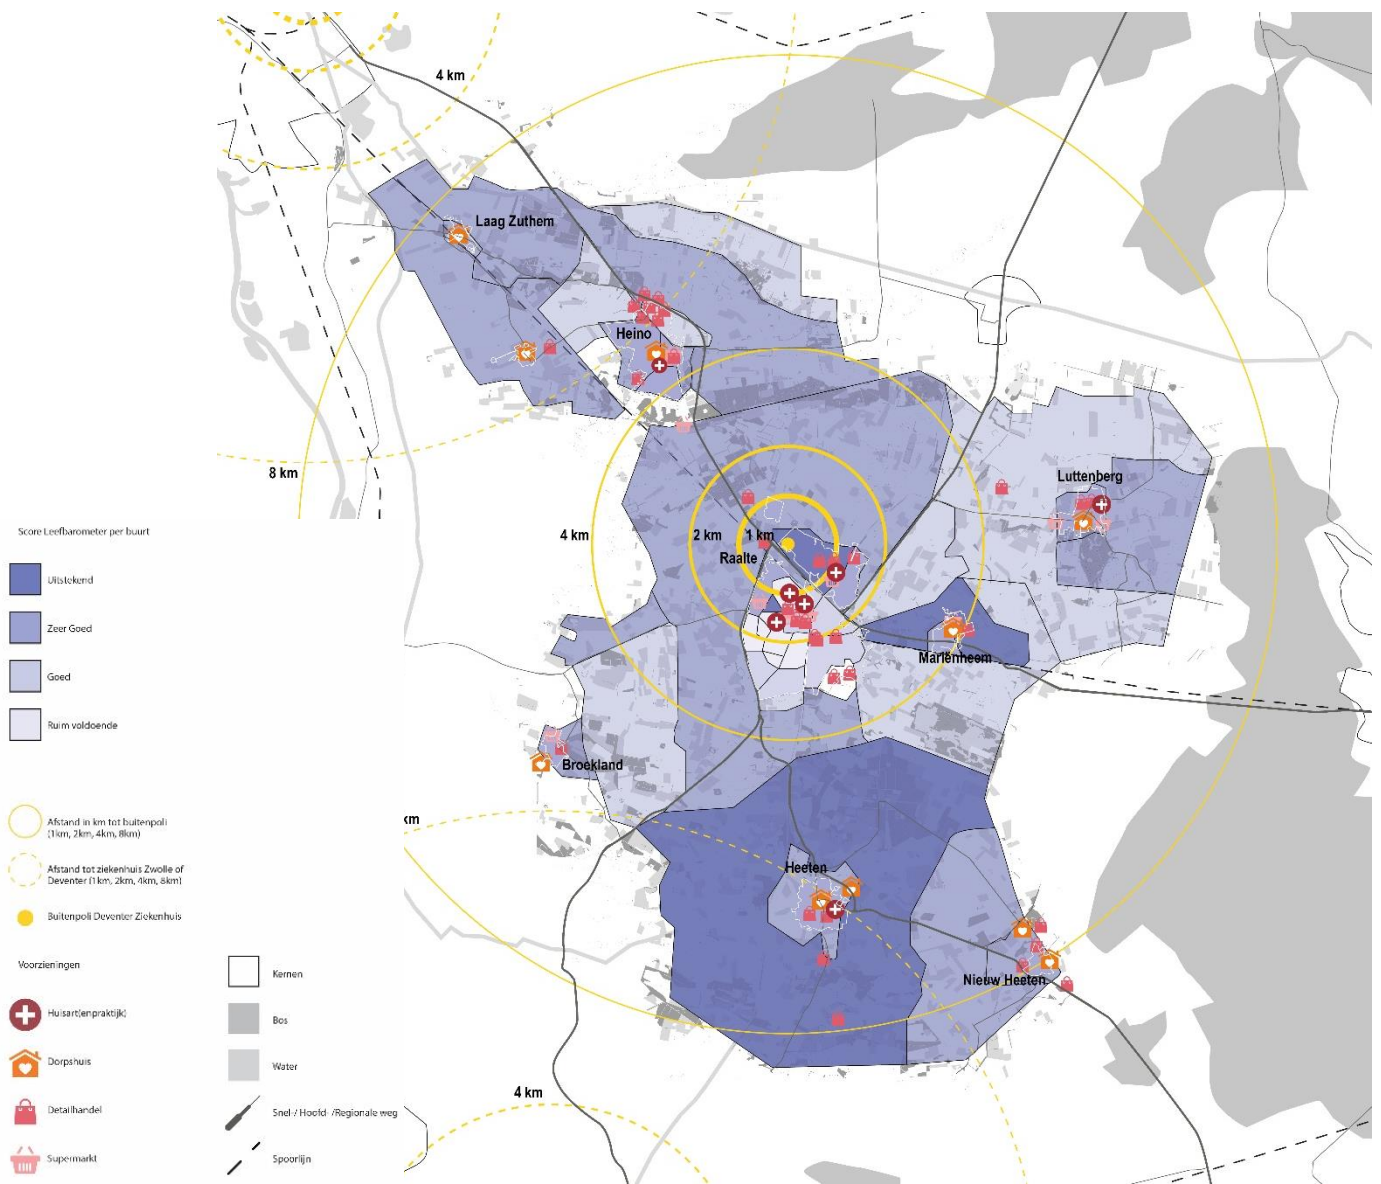 4 km
Laag Zuthem
Heino
8 km
Luttenberg
4 km
2 km
1 km
Raalte
Mariënheem
Broekland
km
Heeten
Nieuw Heeten
4 km
Score Leefbarometer per buurt
Uitstekend
Zeer Goed
Goed
Ruim voldoende
Afstand in km tot buitenpoli
(1km, 2km, 4km, 8km)
Afstand tot ziekenhuis Zwolle of
Deventer (1km, 2km, 4km, 8km)
Buitenpoli Deventer Ziekenhuis
Voorzieningen
Huisart(enpraktijk)
Dorpshuis
Detailhandel
Supermarkt
Kernen
Bos
Water
Snel-/ Hoofd- /Regionale weg
Spoorlijn